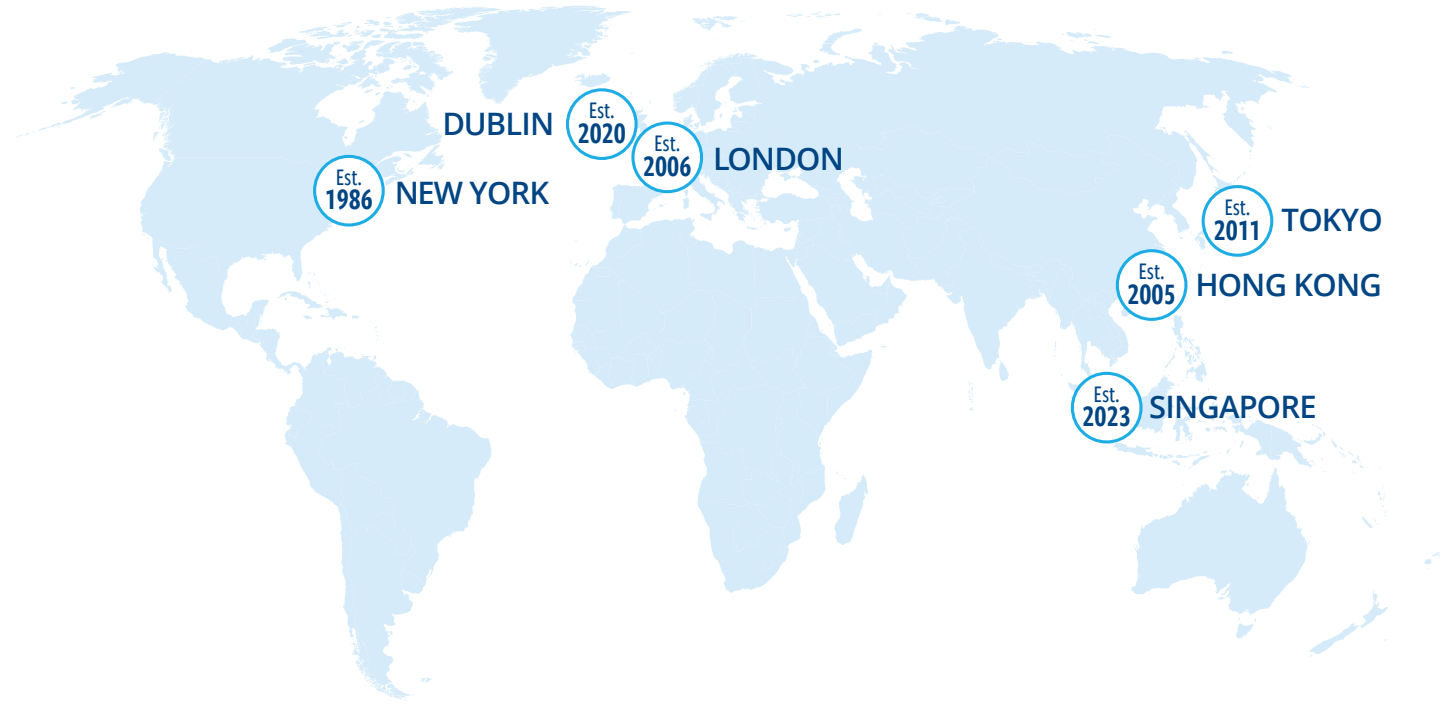 DUBLIN
Est.
2020
Est.
2006
LONDON
Est.
1986
NEW YORK
Est.
2011
TOKYO
Est.
2005
HONG KONG
Est.
2023
SINGAPORE